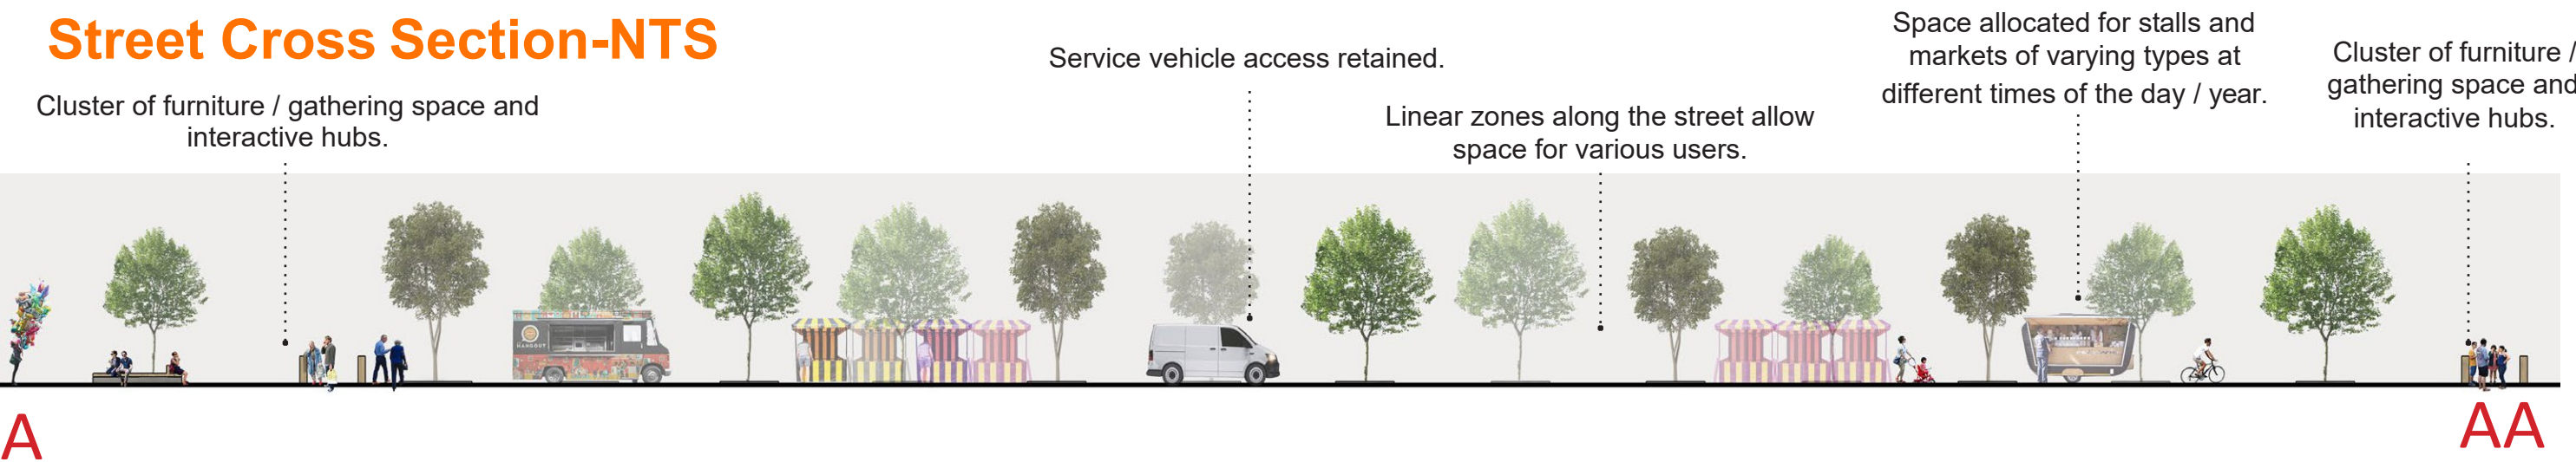 Street Cross Section-NTS
Cluster of furniture / gathering space and
interactive hubs.
Service vehicle access retained.
Linear zones along the street allow
space for various users.
Space allocated for stalls and
markets of varying types at
different times of the day / year.
Cluster of furniture /
gathering space and
interactive hubs.
HANGOUT
A
AA